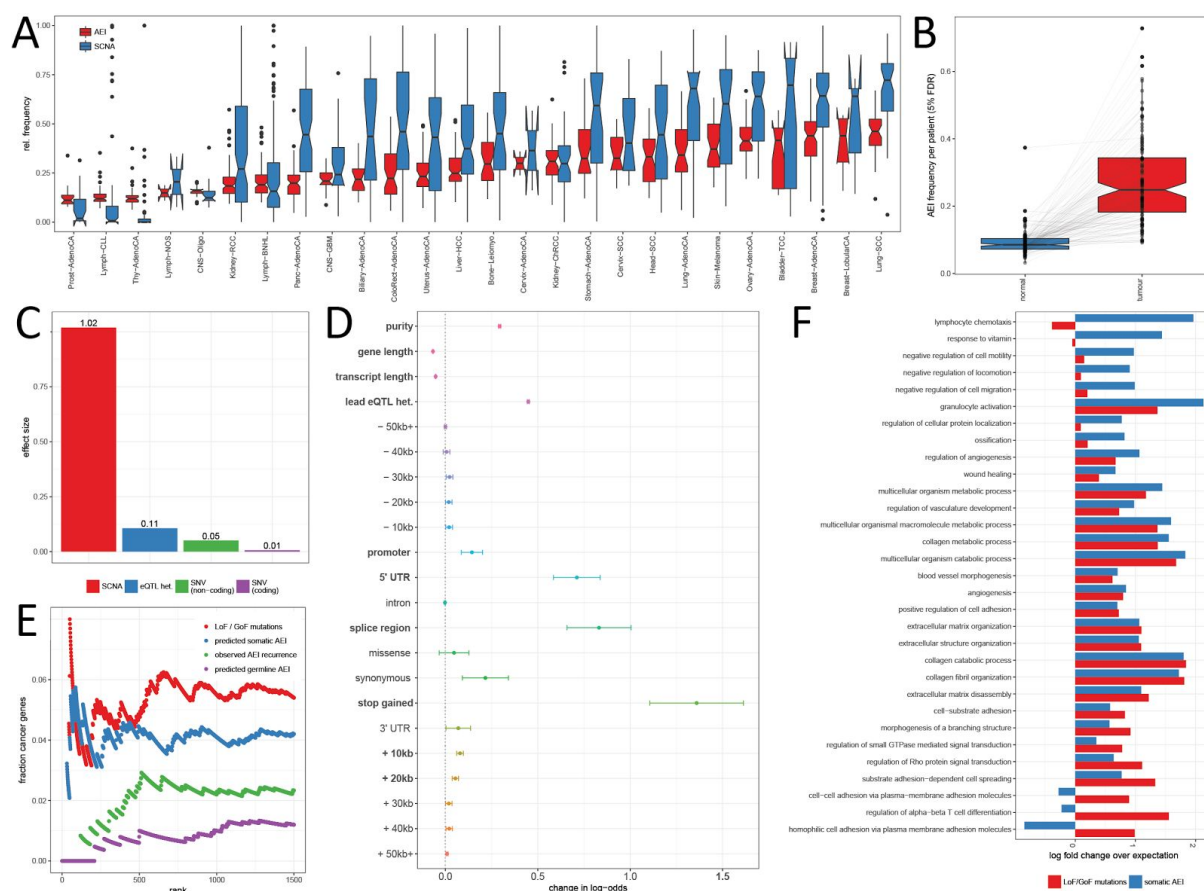 A
AEI
SCNA
rel. frequency
1.00
0.75
0.50
0.25
0.00
Prost-AdenoCA
Lymph-CLL
Thy-AdenoCA
Lymph-NOS
CNS-Oligo
Kidney-RCC
Lymph-BNHL
Panc-AdenoCA
CNS-GBM
Biliary-AdenoCA
ColoRect-AdenoCA
Uterus-AdenoCA
Liver-HCC
Bone-Leiomyo
Cervix-AdenoCA
Kidney-ChRCC
Stomach-AdenoCA
Cervix-SCC
Head-SCC
Lung-AdenoCA
Skin-Melanoma
Ovary-AdenoCA
Bladder-TCC
Breast-AdenoCA
Breast-LobularCA
Lung-SCC
B
AEI frequency per patient (5% FDR)
0.6
0.4
0.2
0.0
normal
tumour
C
effect size
0.75
0.50
0.25
0.00
1.02
0.11
0.05
0.01
SCNA
eQTL het.
SNV
(non-coding)
SNV
(coding)
D
purity
gene length
transcript length
lead eQTL het.
− 50kb+
− 40kb
− 30kb
− 20kb
− 10kb
promoter
5' UTR
intron
splice region
missense
synonymous
stop gained
3' UTR
+ 10kb
+ 20kb
+ 30kb
+ 40kb
+ 50kb+
0.0
0.5
1.0
1.5
change in log-odds
E
LoF / GoF mutations
predicted somatic AEI
observed AEI recurrence
predicted germline AEI
fraction cancer genes
0.06
0.04
0.02
0.00
0
500
1000
1500
rank
F
lymphocyte chemotaxis
response to vitamin
negative regulation of cell motility
negative regulation of locomotion
negative regulation of cell migration
granulocyte activation
regulation of cellular protein localization
ossification
regulation of angiogenesis
wound healing
multicellular organism metabolic process
regulation of vasculature development
multicellular organismal macromolecule metabolic process
collagen metabolic process
multicellular organism catabolic process
blood vessel morphogenesis
angiogenesis
positive regulation of cell adhesion
extracellular matrix organization
extracellular structure organization
collagen catabolic process
collagen fibril organization
extracellular matrix disassembly
cell-substrate adhesion
morphogenesis of a branching structure
regulation of small GTPase mediated signal transduction
regulation of Rho protein signal transduction
substrate adhesion-dependent cell spreading
cell-cell adhesion via plasma-membrane adhesion molecules
regulation of alpha-beta T cell differentiation
homophilic cell adhesion via plasma membrane adhesion molecules
0
1
2
log fold change over expectation
LoF/GoF mutations
somatic AEI